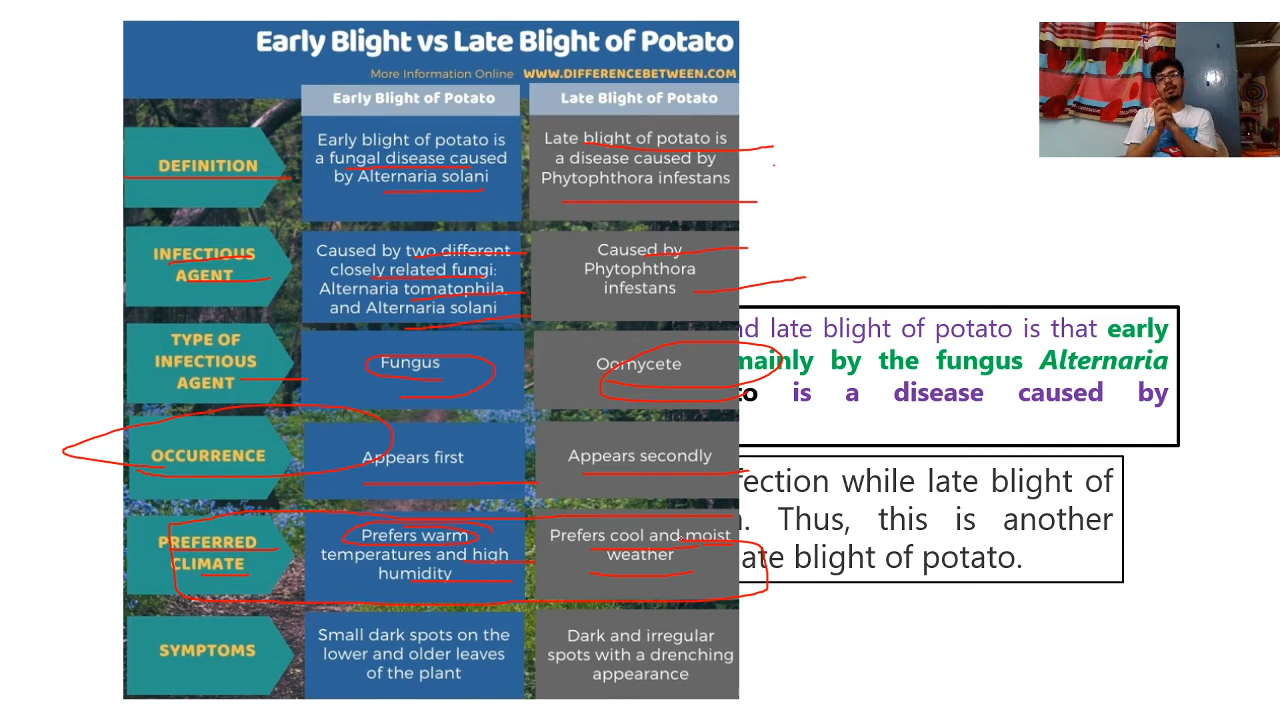 Early Blight vs Late Blight of Potato
More Information Online WWW.DIFFERENCEBETWEEN.COM
Early Blight of Potato
Late Blight of Potato
DEFINITION
Early blight of potato is
a fungal disease caused
by Alternaria solani
Late blight of potato is
a disease caused by
Phytophthora infestans
INFECTIOUS
AGENT
Caused by two different
closely related fungi:
Alternaria tomatophila,
and Alternaria solani
Caused by
Phytophthora
infestans
TYPE OF
INFECTIOUS
AGENT
Fungus
Oomycete
OCCURRENCE
Appears first
Appears secondly
PREFERRED
CLIMATE
Prefers warm
temperatures and high
humidity
Prefers cool and moist
weather
SYMPTOMS
Small dark spots on the
lower and older leaves
of the plant
Dark and irregular
spots with a drenching
appearance
late blight of potato is that early
mainly by the fungus Alternaria
is a disease caused by
while late blight of
Thus, this is another
blight of potato.